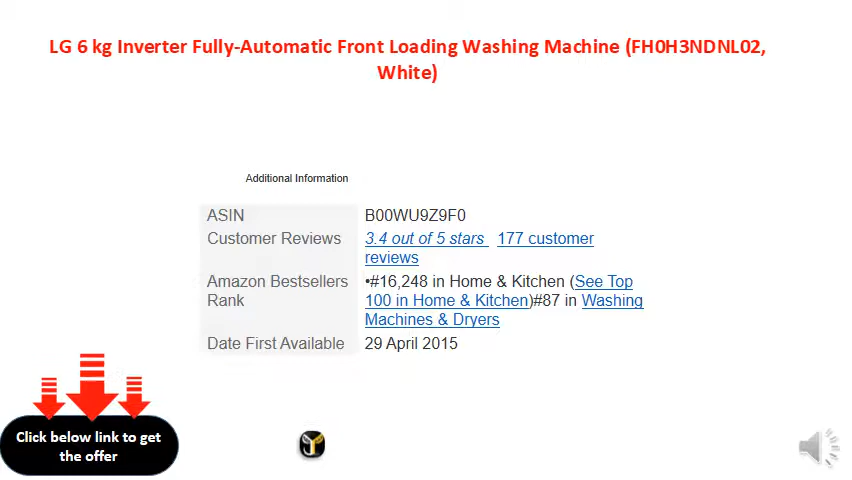 LG 6 kg Inverter Fully-Automatic Front Loading Washing Machine (FH0H3NDNL02,
White)
Additional Information
ASIN B00WU9Z9F0
Customer Reviews 3.4 out of 5 stars 177 customer
reviews
Amazon Bestsellers •#16,248 in Home & Kitchen (See Top
Rank 100 in Home & Kitchen)#87 in Washing
Machines & Dryers
Date First Available 29 April 2015
Click below link to get
the offer